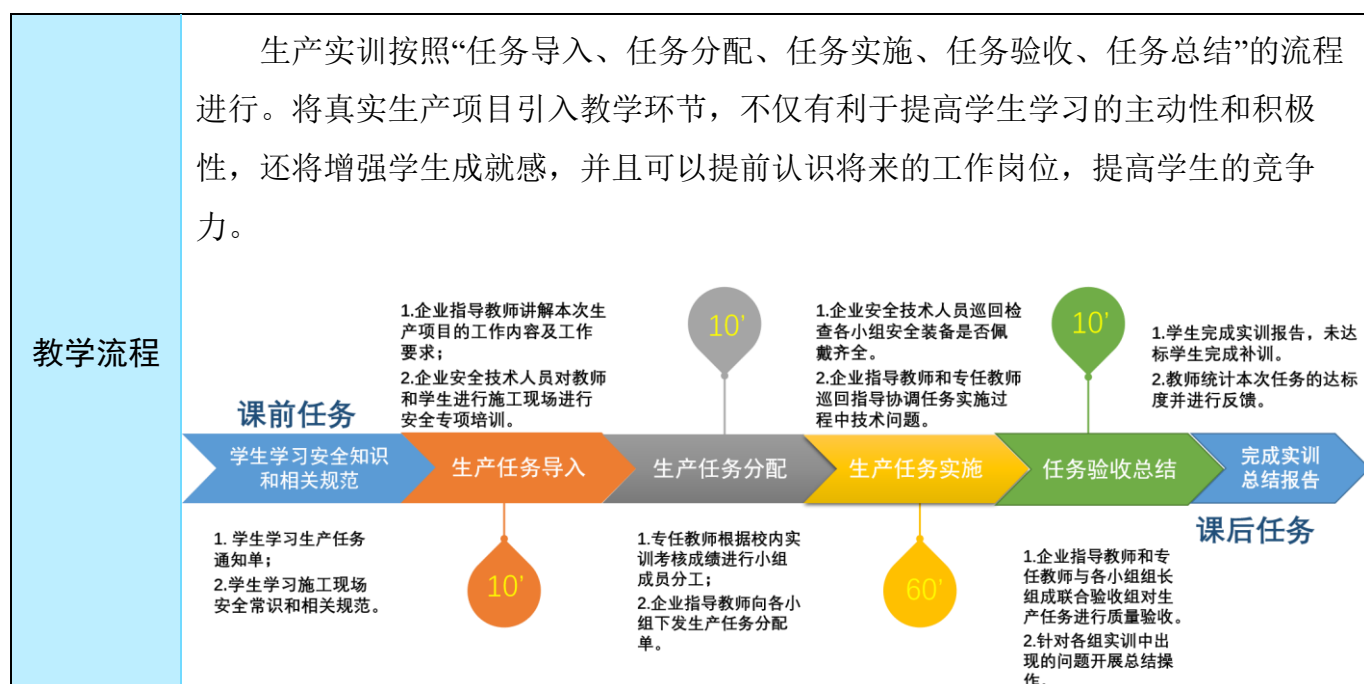 教学流程
生产实训按照“任务导入、任务分配、任务实施、任务验收、任务总结”的流程
进行。将真实生产项目引入教学环节，不仅有利于提高学生学习的主动性和积极
性，还将增强学生成就感，并且可以提前认识将来的工作岗位，提高学生的竞争
力。
课前任务
学生学习安全知识
和相关规范
1. 学生学习生产任务
通知单；
2.学生学习施工现场
安全常识和相关规范。
1.企业指导教师讲解本次生
产项目的工作内容及工作
要求；
2.企业安全技术人员对教师
和学生进行施工现场进行
安全专项培训。
生产任务导入
10’
10’
生产任务分配
1.专任教师根据校内实
训考核成绩进行小组
成员分工；
2.企业指导教师向各小
组下发生产任务分配
单。
1.企业安全技术人员巡回检
查各小组安全装备是否佩
戴齐全。
2.企业指导教师和专任教师
巡回指导协调任务实施过
程中技术问题。
生产任务实施
60’
10’
任务验收总结
1.企业指导教师和专
任教师与各小组组长
组成联合验收组对生
产任务进行质量验收。
2.针对各组实训中出
现的问题开展总结操
作。
1.学生完成实训报告，未达
标学生完成补训。
2.教师统计本次任务的达标
度并进行反馈。
完成实训
总结报告
课后任务